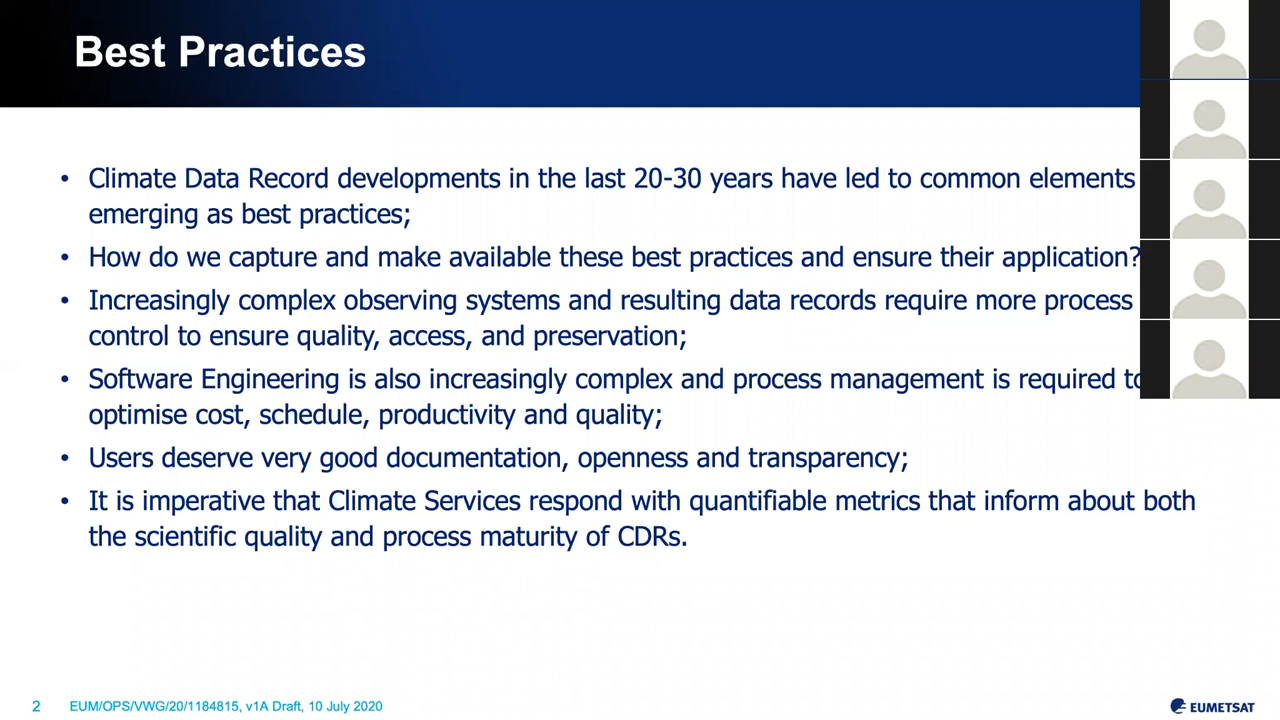 Best Practices
• Climate Data Record developments in the last 20-30 years have led to common elements
emerging as best practices;
• How do we capture and make available these best practices and ensure their application?
• Increasingly complex observing systems and resulting data records require more process
control to ensure quality, access, and preservation;
• Software Engineering is also increasingly complex and process management is required to
optimise cost, schedule, productivity and quality;
• Users deserve very good documentation, openness and transparency;
• It is imperative that Climate Services respond with quantifiable metrics that inform about both
the scientific quality and process maturity of CDRs.
2 EUM/OPS/VWG/20/1184815, v1A Draft, 10 July 2020
EUMETSAT